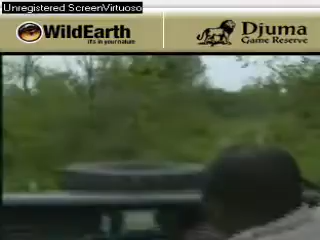 Unregistered ScreenVirtuoso
WildEarth
it's in your nature
Djuma
Game Reserve